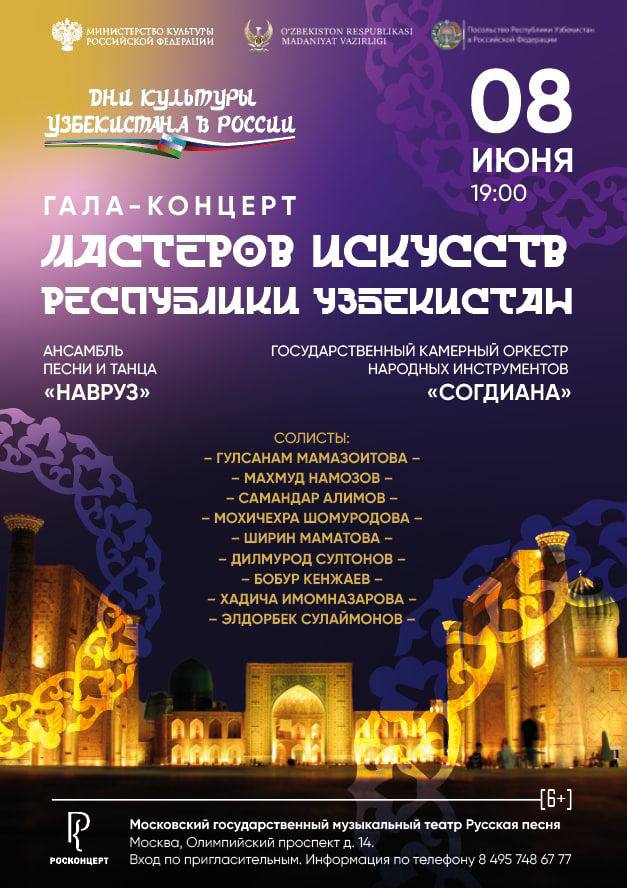 МИНИСТЕРСТВО КУЛЬТУРЫ
РОССИЙСКОЙ ФЕДЕРАЦИИ
O‘ZBEKISTON RESPUBLIKASI
MADANIYAT VAZIRLIGI
Посольство Республики Узбекистан
в Российской Федерации
ДНИ КУЛЬТУРЫ
УЗБЕКИСТАНА В РОССИИ
08
ИЮНЯ
19:00
ГАЛА-КОНЦЕРТ
МАСТЕРОВ ИСКУССТВ
РЕСПУБЛИКИ УЗБЕКИСТАН
АНСАМБЛЬ
ПЕСНИ И ТАНЦА
«НАВРУЗ»
ГОСУДАРСТВЕННЫЙ КАМЕРНЫЙ ОРКЕСТР
НАРОДНЫХ ИНСТРУМЕНТОВ
«СОГДИАНА»
СОЛИСТЫ:
– ГУЛСАНАМ МАМАЗОИТОВА –
– МАХМУД НАМОЗОВ –
– САМАНДАР АЛИМОВ –
– МОХИЧЕХРА ШОМУРОДОВА –
– ШИРИН МАМАТОВА –
– ДИЛМУРОД СУЛТОНОВ –
– БОБУР КЕНЖАЕВ –
– ХАДИЧА ИМОМНАЗАРОВА –
– ЭЛДОРБЕК СУЛАЙМОНОВ –
[6+]
РОСКОНЦЕРТ
Московский государственный музыкальный театр Русская песня
Москва, Олимпийский проспект д. 14.
Вход по пригласительным. Информация по телефону 8 495 748 67 77